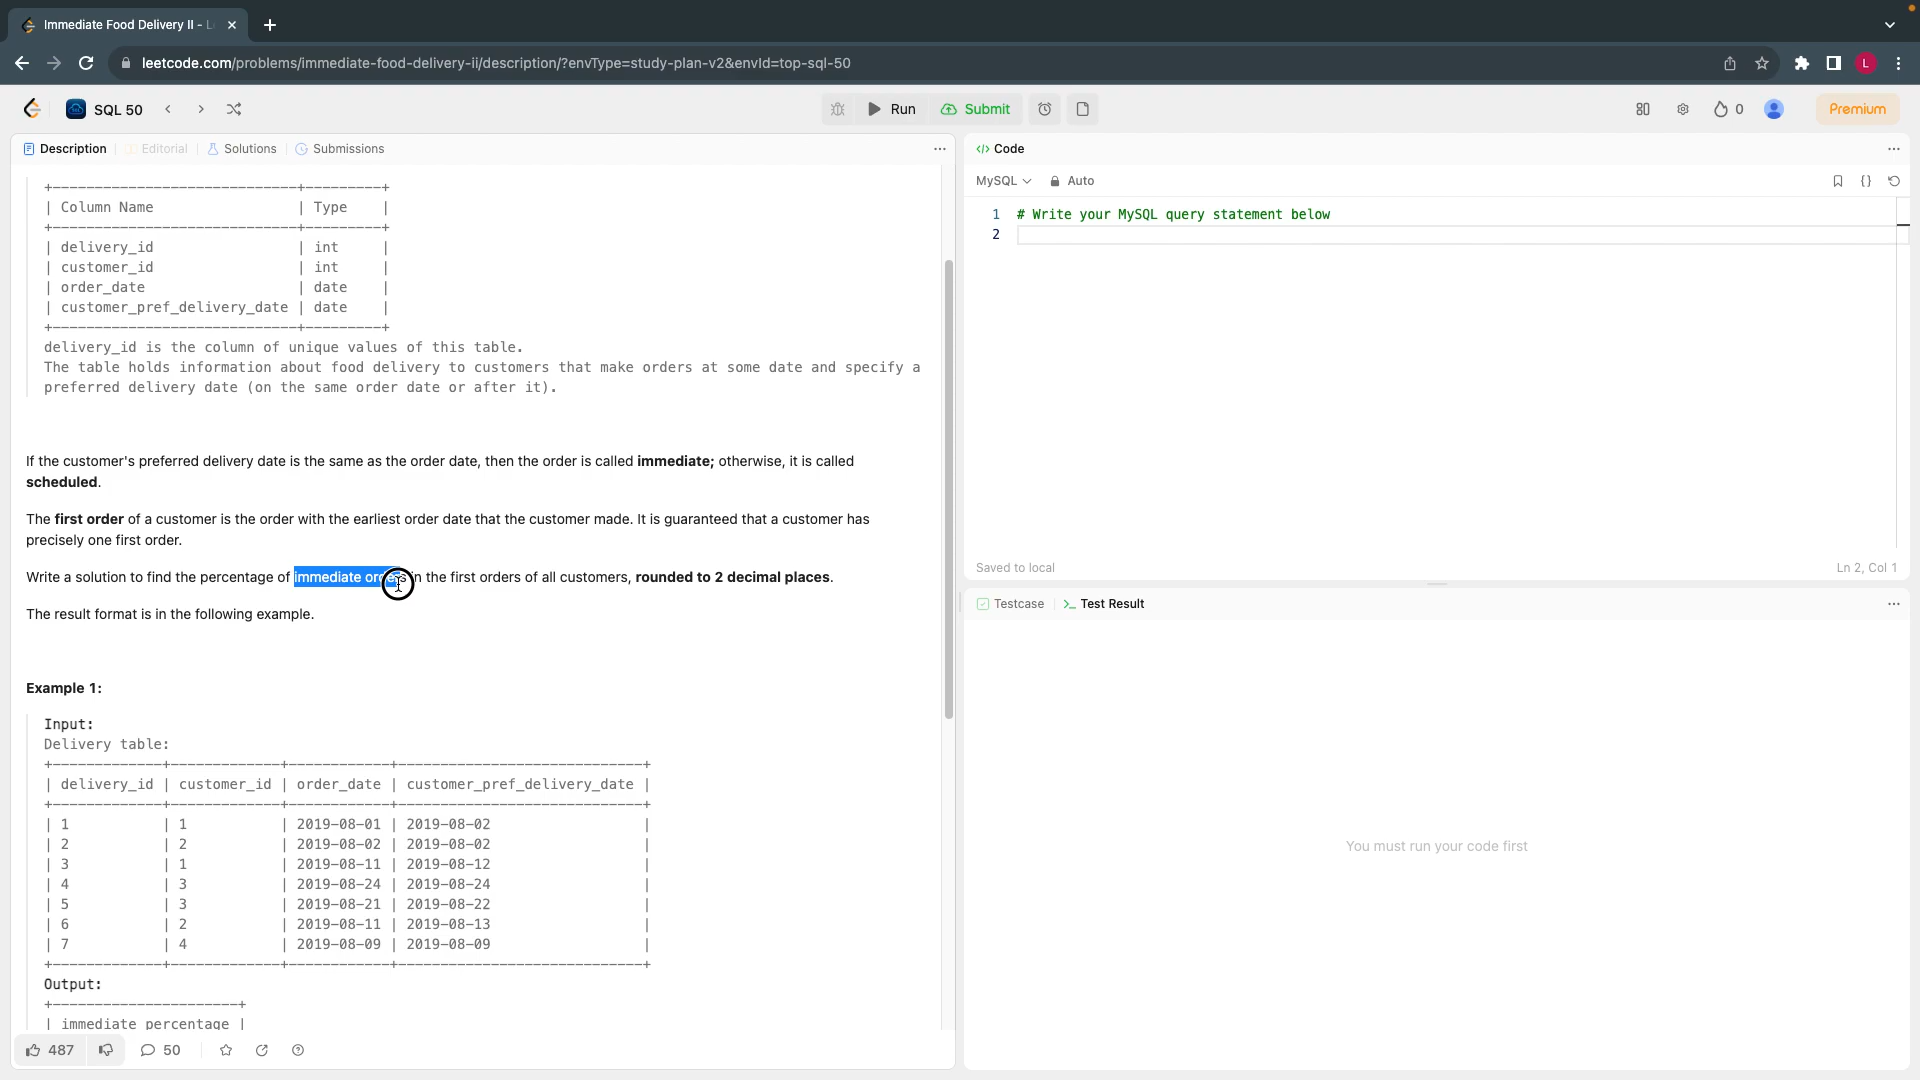 Immediate Food Delivery II - L
leetcode.com/problems/immediate-food-delivery-ii/description/?envType=study-plan-v2&envId=top-sql-50
L
SQL 50
Run
Submit
0
Premium
Description
Editorial
Solutions
Submissions
+-----------------------------+---------+
| Column Name                 | Type    |
+-----------------------------+---------+
| delivery_id                 | int     |
| customer_id                 | int     |
| order_date                  | date    |
| customer_pref_delivery_date | date    |
+-----------------------------+---------+
delivery_id is the column of unique values of this table.
The table holds information about food delivery to customers that make orders at some date and specify a
preferred delivery date (on the same order date or after it).
If the customer's preferred delivery date is the same as the order date, then the order is called immediate; otherwise, it is called
scheduled.
The first order of a customer is the order with the earliest order date that the customer made. It is guaranteed that a customer has
precisely one first order.
Write a solution to find the percentage of immediate orders in the first orders of all customers, rounded to 2 decimal places.
The result format is in the following example.
Example 1:
Input:
Delivery table:
+-------------+-------------+------------+-----------------------------+
| delivery_id | customer_id | order_date | customer_pref_delivery_date |
+-------------+-------------+------------+-----------------------------+
| 1           | 1           | 2019-08-01 | 2019-08-02                  |
| 2           | 2           | 2019-08-02 | 2019-08-02                  |
| 3           | 1           | 2019-08-11 | 2019-08-12                  |
| 4           | 3           | 2019-08-24 | 2019-08-24                  |
| 5           | 3           | 2019-08-21 | 2019-08-22                  |
| 6           | 2           | 2019-08-11 | 2019-08-13                  |
| 7           | 4           | 2019-08-09 | 2019-08-09                  |
+-------------+-------------+------------+-----------------------------+
Output:
+----------------------+
| immediate_percentage |
487
50
</> Code
MySQL
Auto
{}
1 # Write your MySQL query statement below
2
Saved to local
Ln 2, Col 1
Testcase
>_ Test Result
You must run your code first